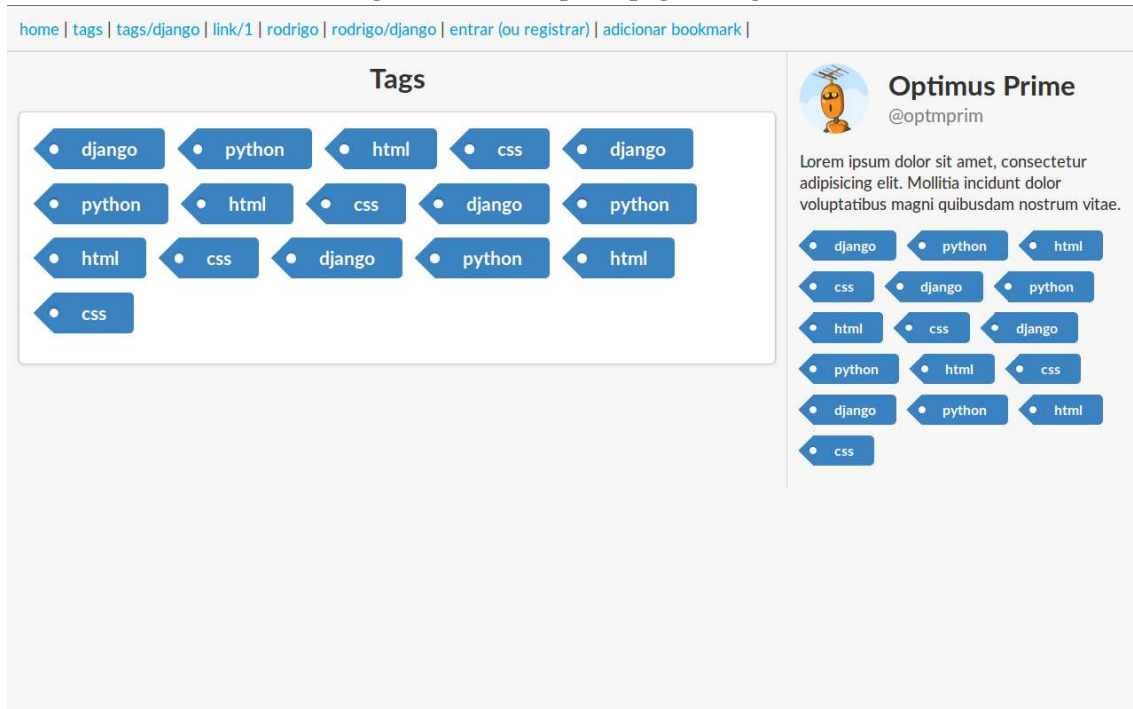 home | tags | tags/django | link/1 | rodrigo | rodrigo/django | entrar (ou registrar) | adicionar bookmark |
Tags
django python html css django
python html css django python
html css django python html
css
Optimus Prime
@optmprim
Lorem ipsum dolor sit amet, consectetur
adipisicing elit. Mollitia incidunt dolor
voluptatibus magni quibusdam nostrum vitae.
django python html
css django python
html css django
python html css
django python html
css